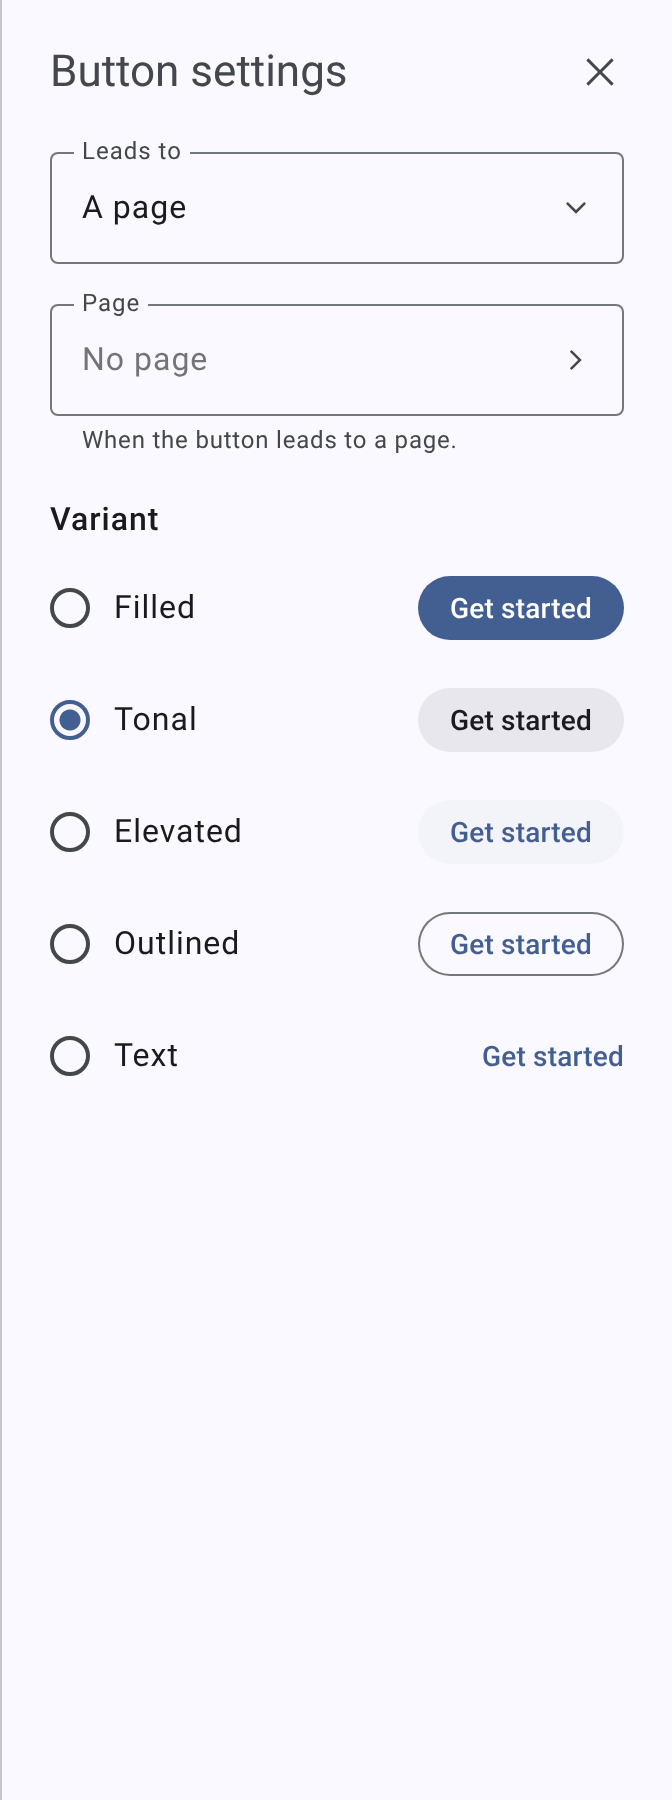 Button settings
Leads to
A page
Page
No page
When the button leads to a page.
Variant
Filled
Get started
Tonal
Get started
Elevated
Get started
Outlined
Get started
Text
Get started